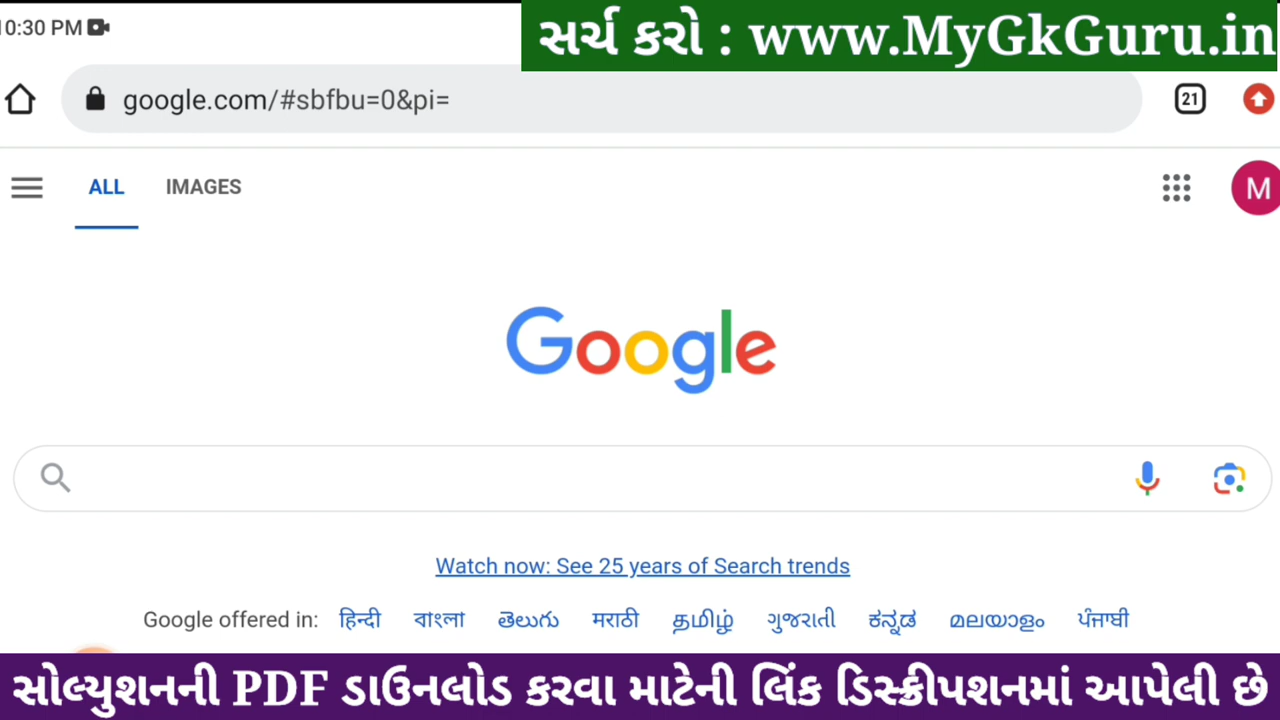 0:30 PM
સર્ચ કરો : www.MyGkGuru.in
google.com/#sbfbu=0&pi=
21
ALL IMAGES
M
Google
Watch now: See 25 years of Search trends
Google offered in: हिन्दी বাংলা తెలుగు मराठी தமிழ் ગુજરાતી ಕನ್ನಡ മലയാളം ਪੰਜਾਬੀ
સોલ્યુશનની PDF ડાઉનલોડ કરવા માટેની લિંક ડિસ્ક્રીપશનમાં આપેલી છે